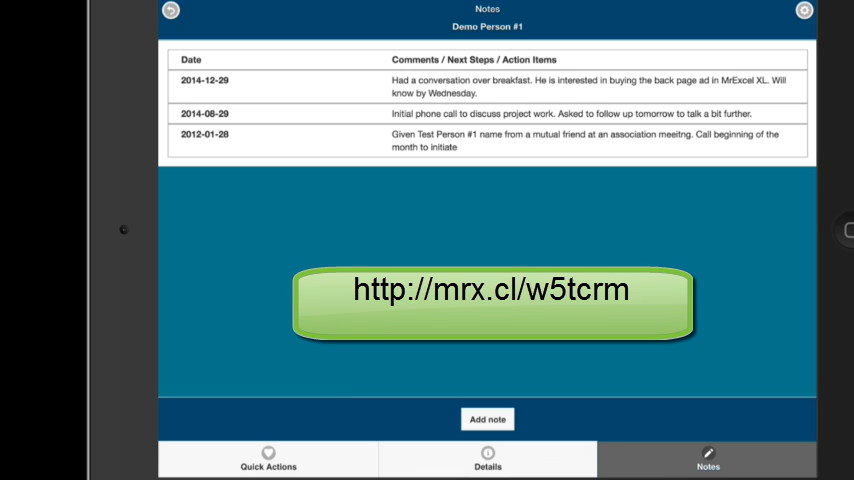 Notes
Demo Person #1
Date Comments / Next Steps / Action Items
2014-12-29 Had a conversation over breakfast. He is interested in buying the back page ad in MrExcel XL. Will
know by Wednesday.
2014-08-29 Initial phone call to discuss project work. Asked to follow up tomorrow to talk a bit further.
2012-01-28 Given Test Person #1 name from a mutual friend at an association meeitng. Call beginning of the
month to initiate
http://mrx.cl/w5tcrm
Add note
Quick Actions Details Notes